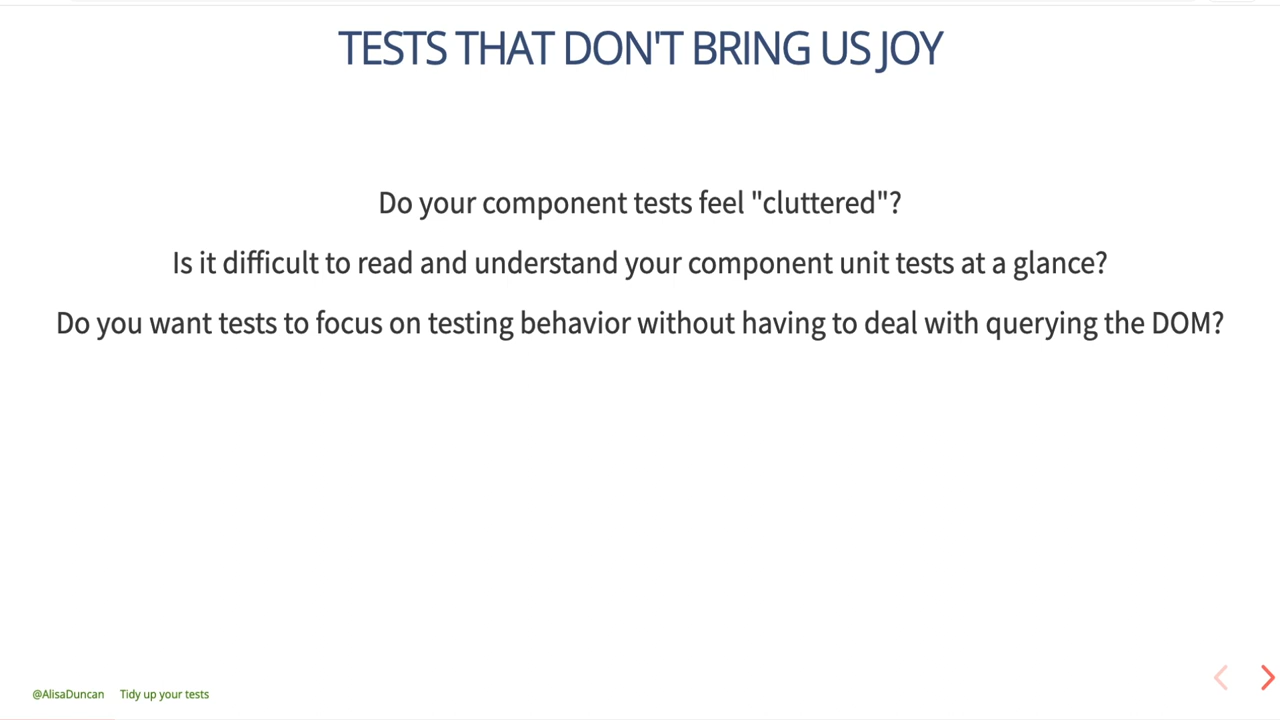 TESTS THAT DON'T BRING US JOY
Do your component tests feel "cluttered"?
Is it difficult to read and understand your component unit tests at a glance?
Do you want tests to focus on testing behavior without having to deal with querying the DOM?
@AlisaDuncan Tidy up your tests